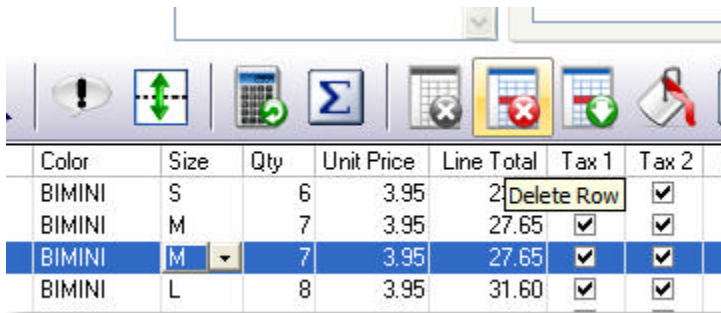 Color Size Qty Unit Price Line Total Tax 1 Tax 2
BIMINI S 6 3.95
Delete Row
BIMINI M 7 3.95 27.65
BIMINI M 7 3.95 27.65
BIMINI L 8 3.95 31.60